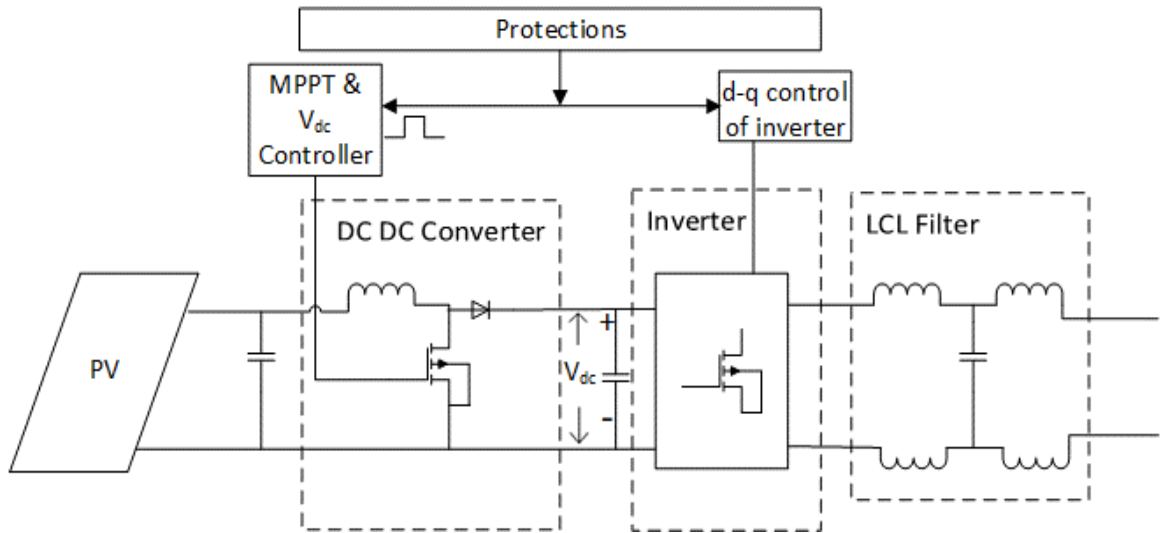 Protections
MPPT &
Vdc
Controller
d-q control
of inverter
DC DC Converter
Inverter
LCL Filter
PV
+
Vdc
-